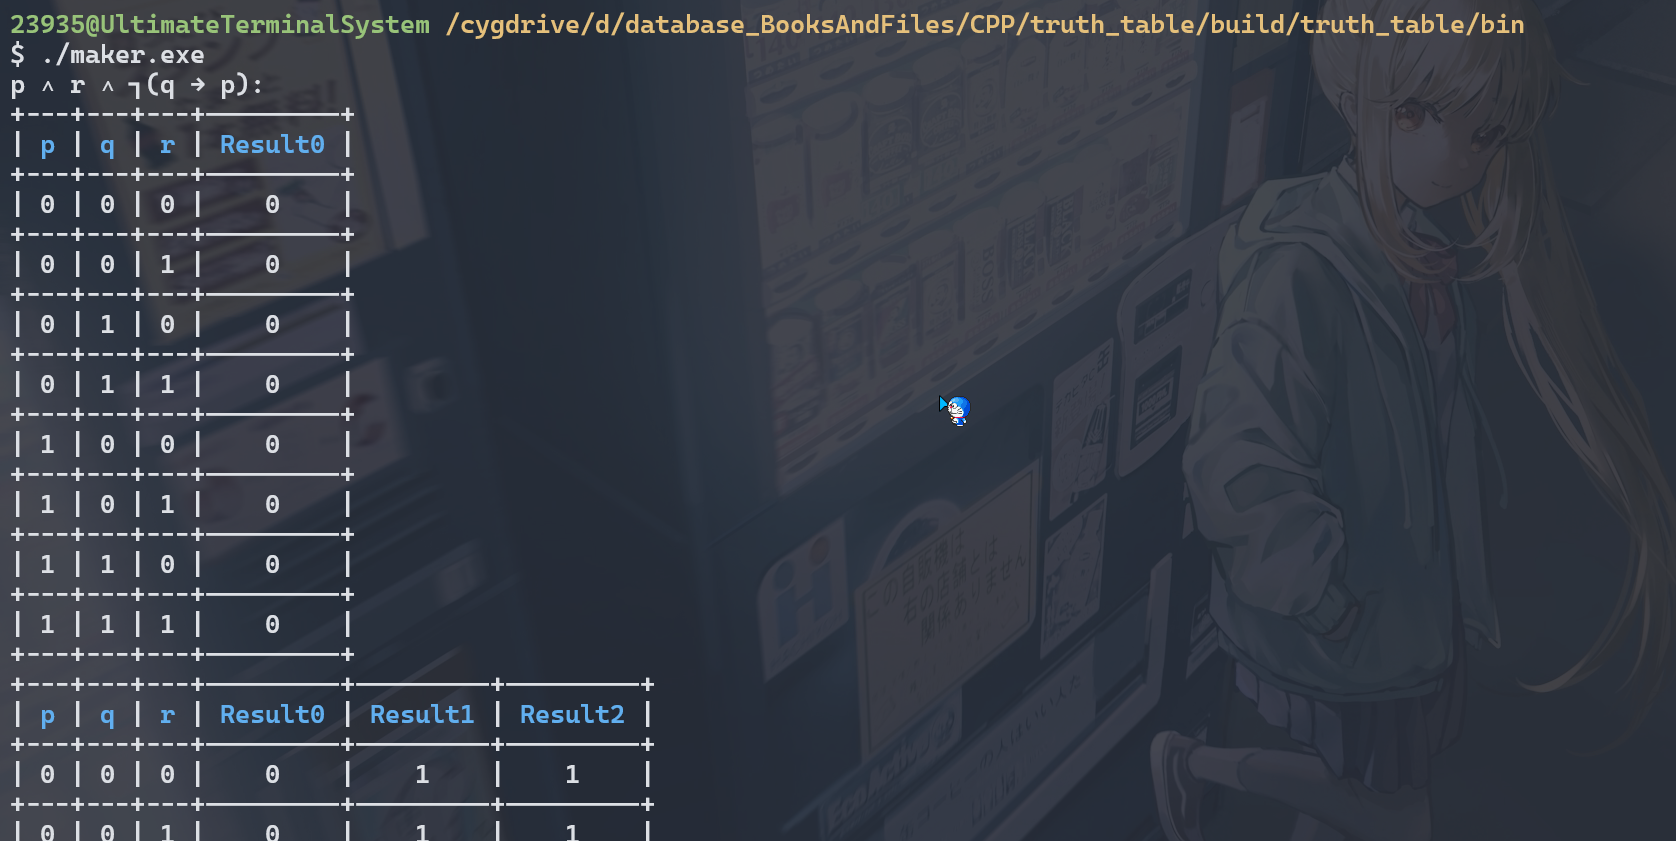 23935@UltimateTerminalSystem /cygdrive/d/database_BooksAndFiles/CPP/truth_table/build/truth_table/bin
$ ./maker.exe
p ∧ r ∧ ┐(q → p):
+---+---+---+─────────+
| p | q | r | Result0 |
+---+---+---+─────────+
| 0 | 0 | 0 |    0    |
+---+---+---+─────────+
| 0 | 0 | 1 |    0    |
+---+---+---+─────────+
| 0 | 1 | 0 |    0    |
+---+---+---+─────────+
| 0 | 1 | 1 |    0    |
+---+---+---+─────────+
| 1 | 0 | 0 |    0    |
+---+---+---+─────────+
| 1 | 0 | 1 |    0    |
+---+---+---+─────────+
| 1 | 1 | 0 |    0    |
+---+---+---+─────────+
| 1 | 1 | 1 |    0    |
+---+---+---+─────────+
+---+---+---+─────────+─────────+─────────+
| p | q | r | Result0 | Result1 | Result2 |
+---+---+---+─────────+─────────+─────────+
| 0 | 0 | 0 |    0    |    1    |    1    |
+---+---+---+─────────+─────────+─────────+
| 0 | 0 | 1 |    0    |    1    |    1    |
この自販機は
右の店舗とは
関係ありません